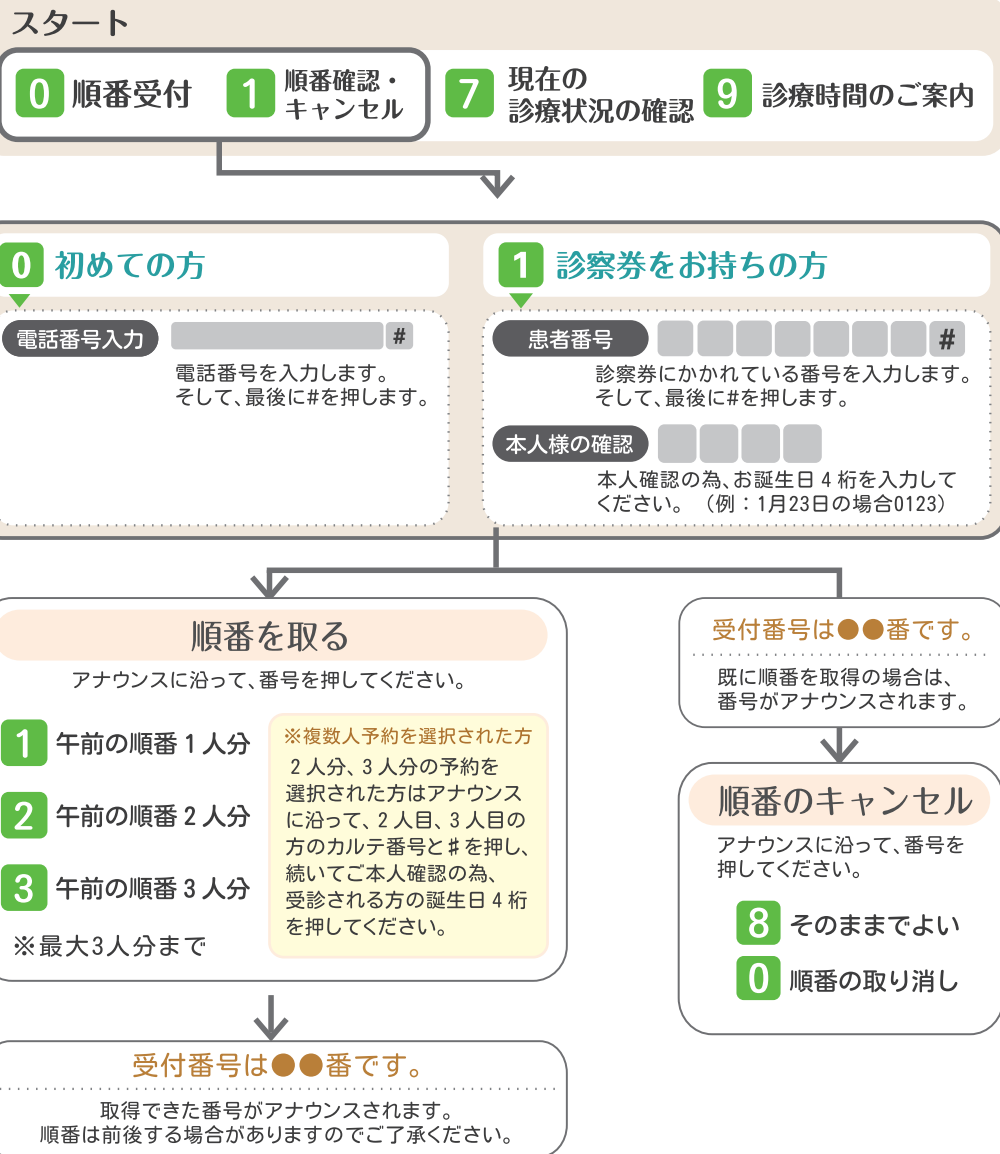 スタート
0 順番受付
1 順番確認・
キャンセル
7 現在の
診療状況の確認
9 診療時間のご案内
0 初めての方
電話番号入力 #
電話番号を入力します。
そして、最後に#を押します。
1 診察券をお持ちの方
患者番号 #
診察券にかかれている番号を入力します。
そして、最後に#を押します。
本人様の確認
本人確認の為、お誕生日4桁を入力して
ください。（例：1月23日の場合0123）
順番を取る
アナウンスに沿って、番号を押してください。
1 午前の順番1人分
2 午前の順番2人分
3 午前の順番3人分
※最大3人分まで
※複数人予約を選択された方
2人分、3人分の予約を
選択された方はアナウンス
に沿って、2人目、3人目の
方のカルテ番号と♯を押し、
続いてご本人確認の為、
受診される方の誕生日4桁
を押してください。
受付番号は●●番です。
取得できた番号がアナウンスされます。
順番は前後する場合がありますのでご了承ください。
受付番号は●●番です。
既に順番を取得の場合は、
番号がアナウンスされます。
順番のキャンセル
アナウンスに沿って、番号を
押してください。
8 そのままでよい
0 順番の取り消し